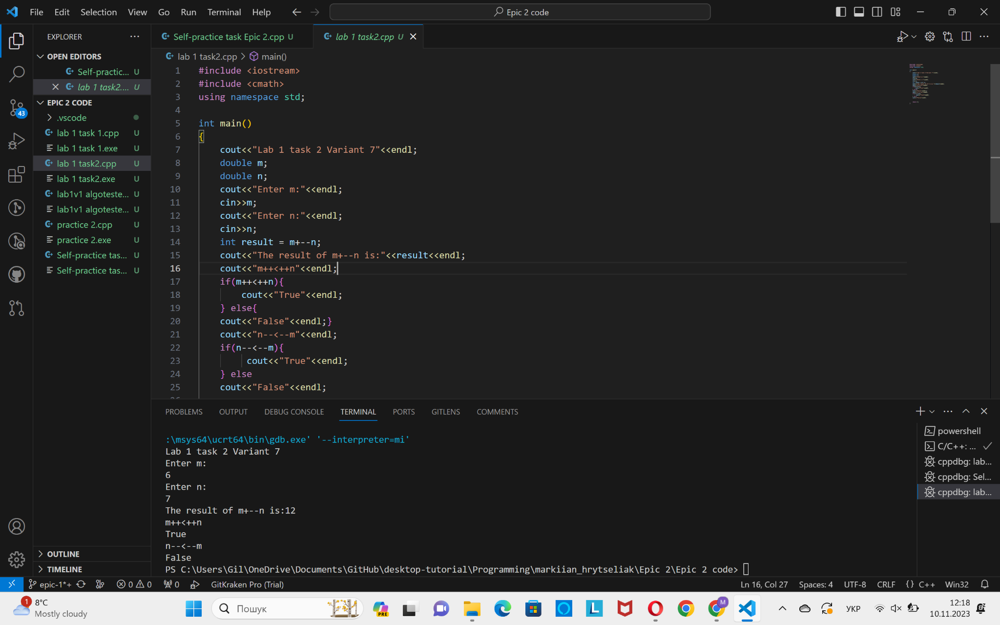 File Edit Selection View Go Run Terminal Help Epic 2 code
EXPLORER
OPEN EDITORS
Self-practic... U
lab 1 task2.... U
EPIC 2 CODE
.vscode
lab 1 task 1.cpp U
lab 1 task 1.exe U
lab 1 task2.cpp U
lab 1 task2.exe U
lab1v1 algoteste... U
lab1v1 algoteste... U
practice 2.cpp U
practice 2.exe U
Self-practice tas... U
Self-practice tas... U
OUTLINE
TIMELINE
43
Self-practice task Epic 2.cpp U
lab 1 task2.cpp U
lab 1 task2.cpp > main()
1 #include <iostream>
2 #include <cmath>
3 using namespace std;
4
5 int main()
6 {
7 cout<<"Lab 1 task 2 Variant 7"<<endl;
8 double m;
9 double n;
10 cout<<"Enter m:"<<endl;
11 cin>>m;
12 cout<<"Enter n:"<<endl;
13 cin>>n;
14 int result = m+--n;
15 cout<<"The result of m+--n is:"<<result<<endl;
16 cout<<"m++<++n"<<endl;
17 if(m++<++n){
18 cout<<"True"<<endl;
19 } else{
20 cout<<"False"<<endl;}
21 cout<<"n--<--m"<<endl;
22 if(n--<--m){
23 cout<<"True"<<endl;
24 } else
25 cout<<"False"<<endl;
PROBLEMS OUTPUT DEBUG CONSOLE TERMINAL PORTS GITLENS COMMENTS
:\msys64\ucrt64\bin\gdb.exe' '--interpreter=mi'
Lab 1 task 2 Variant 7
Enter m:
6
Enter n:
7
The result of m+--n is:12
m++<++n
True
n--<--m
False
PS C:\Users\Gil\OneDrive\Documents\GitHub\desktop-tutorial\Programming\markiian_hrytseliak\Epic 2\Epic 2 code>
powershell
C/C++: ...
cppdbg: lab...
cppdbg: Sel...
cppdbg: lab...
epic-1*+ 0 0 0 GitKraken Pro (Trial) Ln 16, Col 27 Spaces: 4 UTF-8 CRLF {} C++ Win32
1
8°C
Mostly cloudy
Пошук
PRE
L
M
УКР
12:18
10.11.2023